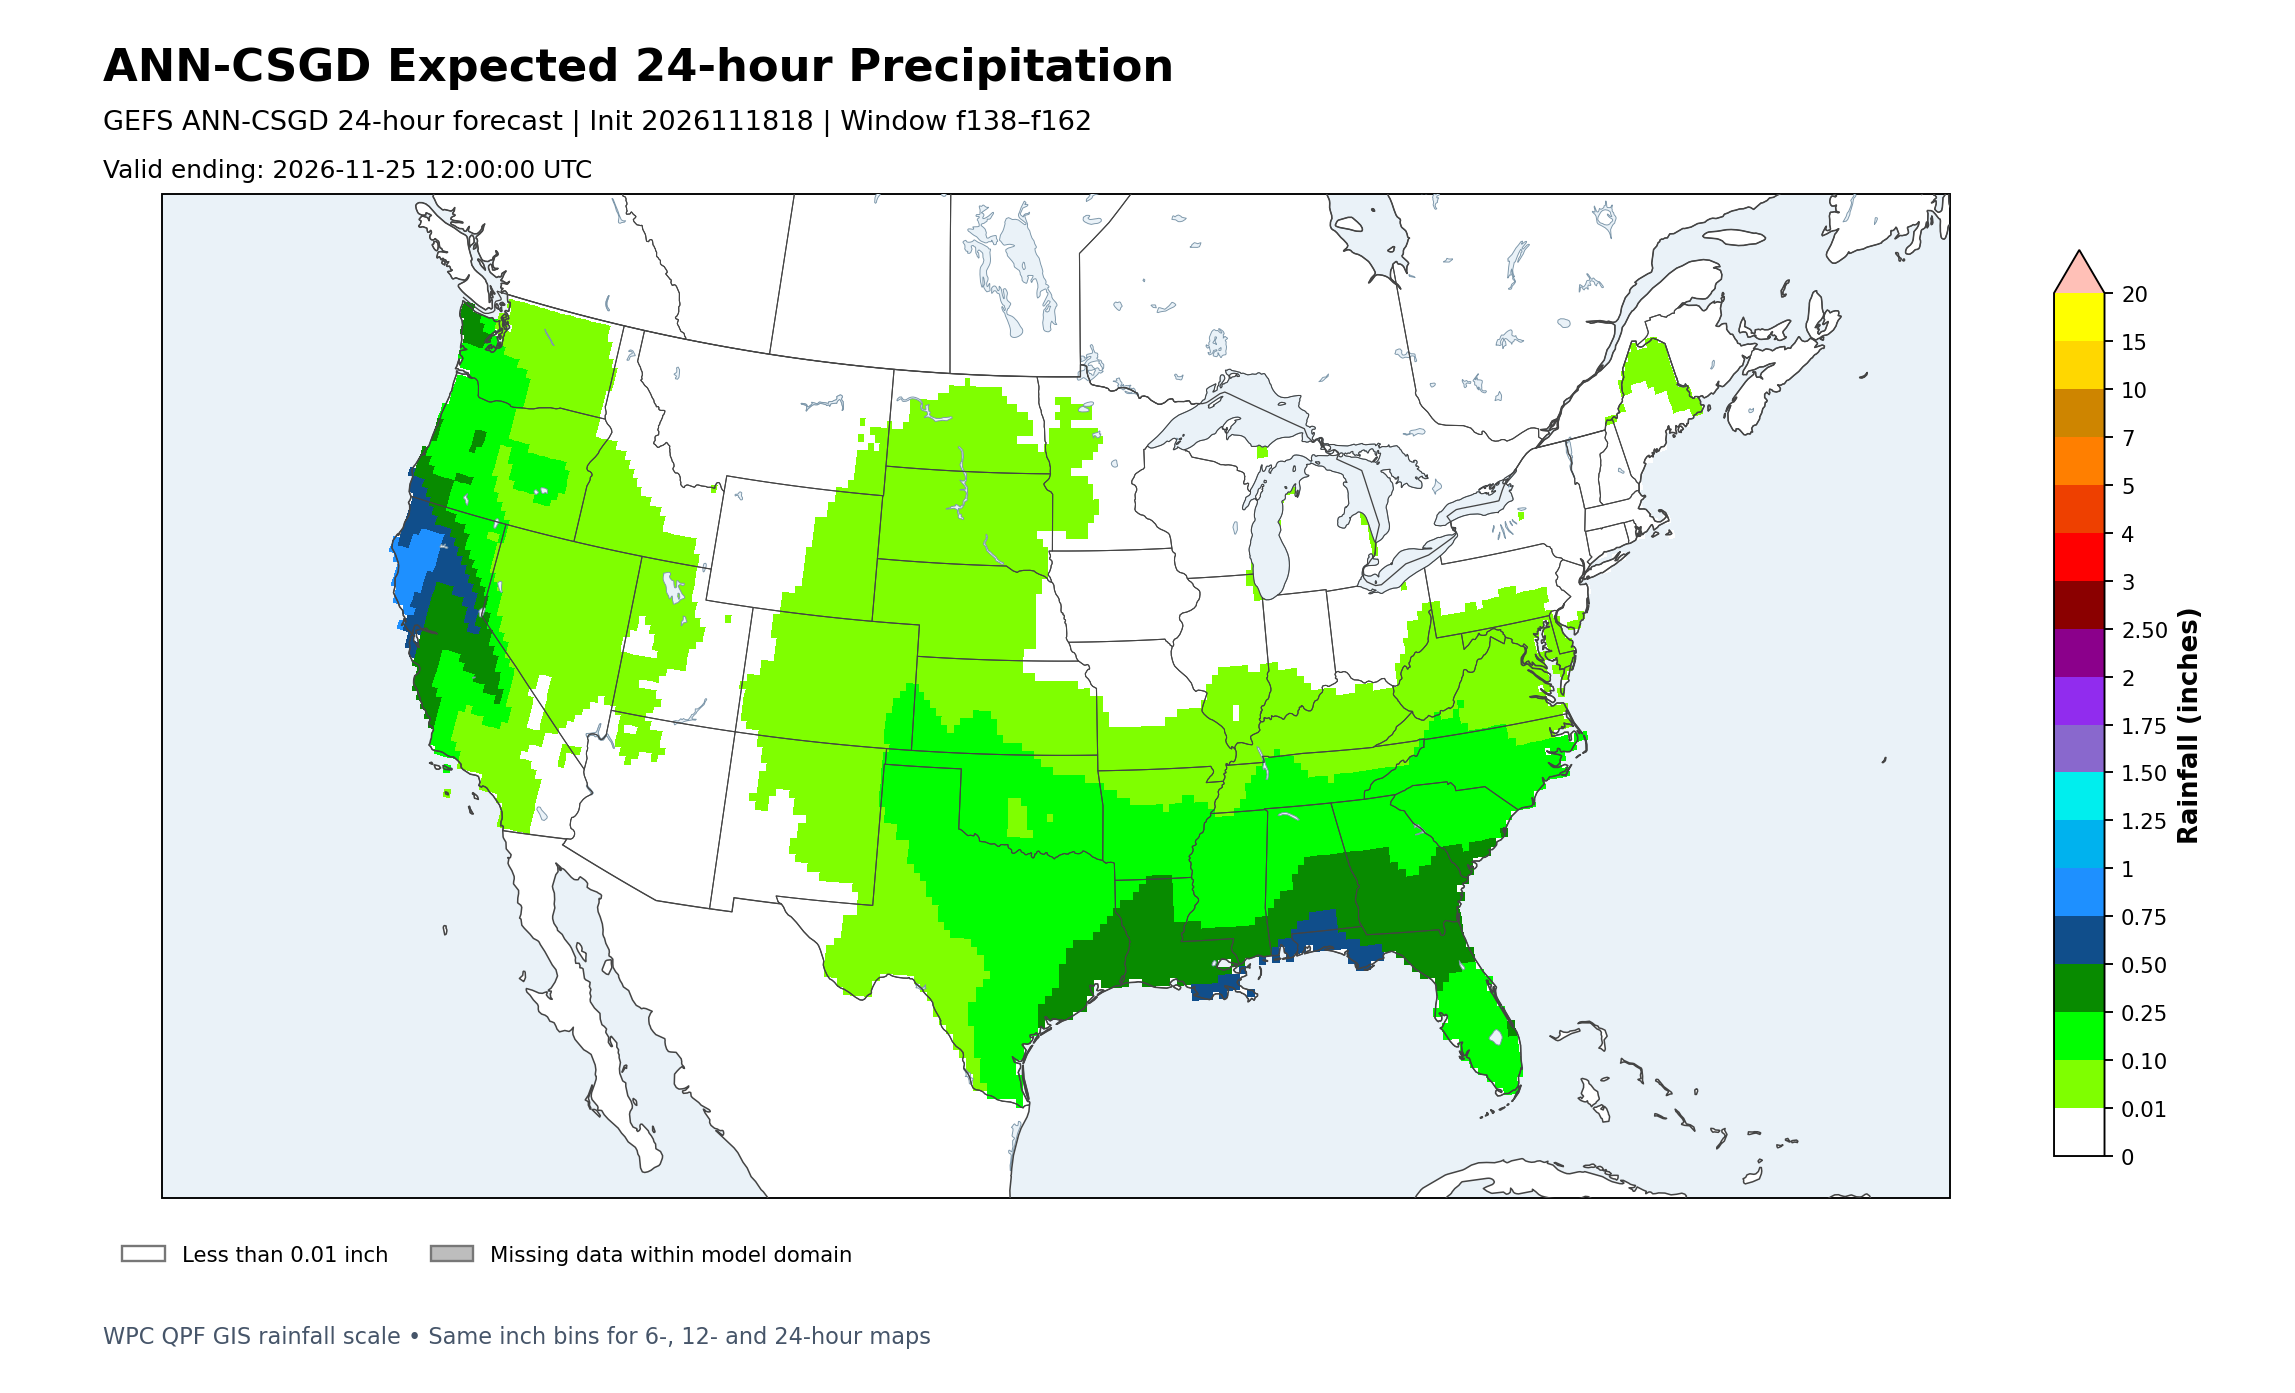 ANN-CSGD Expected 24-hour Precipitation
GEFS ANN-CSGD 24-hour forecast | Init 2026111818 | Window f138–f162
Valid ending: 2026-11-25 12:00:00 UTC
20
15
10
7
5
4
3
2.50
2
1.75
1.50
1.25
1
0.75
0.50
0.25
0.10
0.01
0
Rainfall (inches)
Less than 0.01 inch
Missing data within model domain
WPC QPF GIS rainfall scale • Same inch bins for 6-, 12- and 24-hour maps